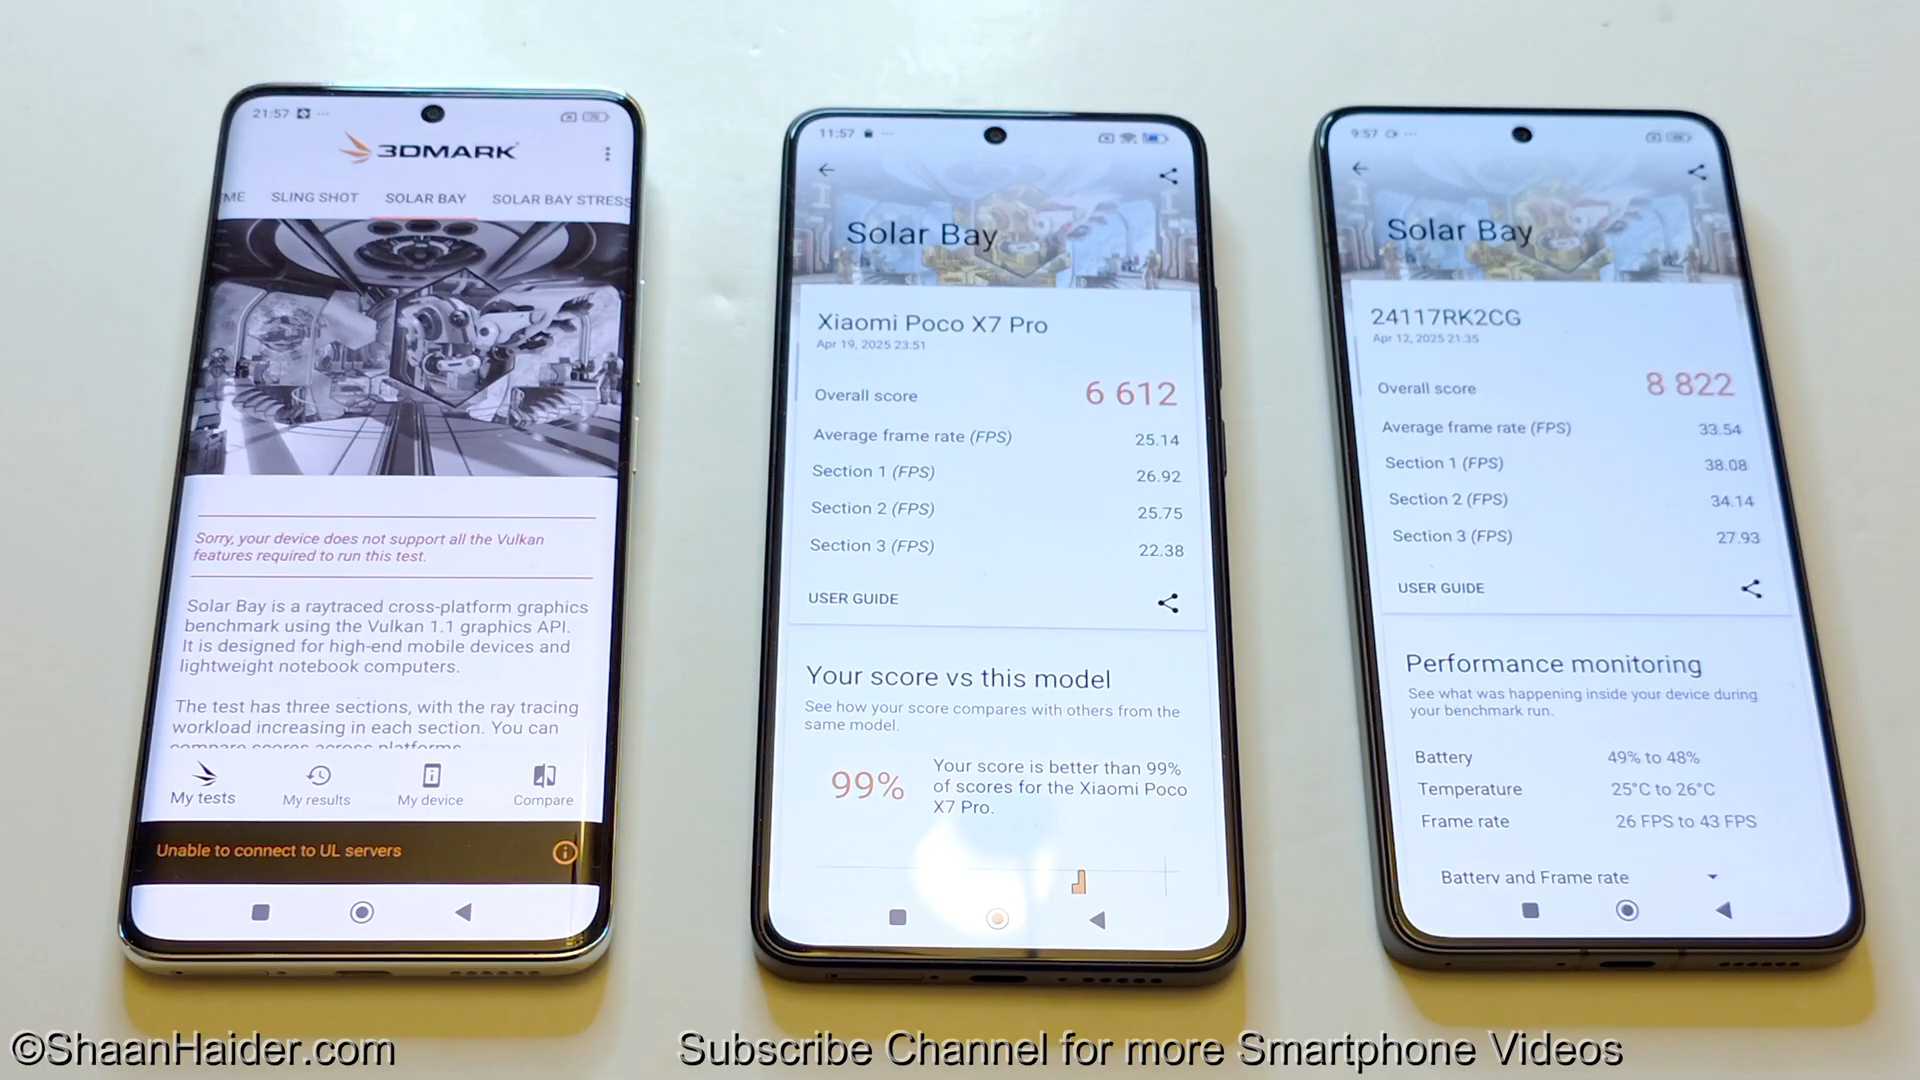 21:57
3DMARK
ME SLING SHOT SOLAR BAY SOLAR BAY STRESS
Sorry, your device does not support all the Vulkan
features required to run this test.
Solar Bay is a raytraced cross-platform graphics
benchmark using the Vulkan 1.1 graphics API.
It is designed for high-end mobile devices and
lightweight notebook computers.
The test has three sections, with the ray tracing
workload increasing in each section. You can
compare scores across platforms.
My tests My results My device Compare
Unable to connect to UL servers
11:57
Solar Bay
Xiaomi Poco X7 Pro
Apr 19, 2025 23:51
Overall score 6 612
Average frame rate (FPS) 25.14
Section 1 (FPS) 26.92
Section 2 (FPS) 25.75
Section 3 (FPS) 22.38
USER GUIDE
Your score vs this model
See how your score compares with others from the
same model.
99%
Your score is better than 99%
of scores for the Xiaomi Poco
X7 Pro.
9:57
Solar Bay
24117RK2CG
Apr 12, 2025 21:35
Overall score 8 822
Average frame rate (FPS) 33.54
Section 1 (FPS) 38.08
Section 2 (FPS) 34.14
Section 3 (FPS) 27.93
USER GUIDE
Performance monitoring
See what was happening inside your device during
your benchmark run.
Battery 49% to 48%
Temperature 25°C to 26°C
Frame rate 26 FPS to 43 FPS
Battery and Frame rate
©ShaanHaider.com
Subscribe Channel for more Smartphone Videos